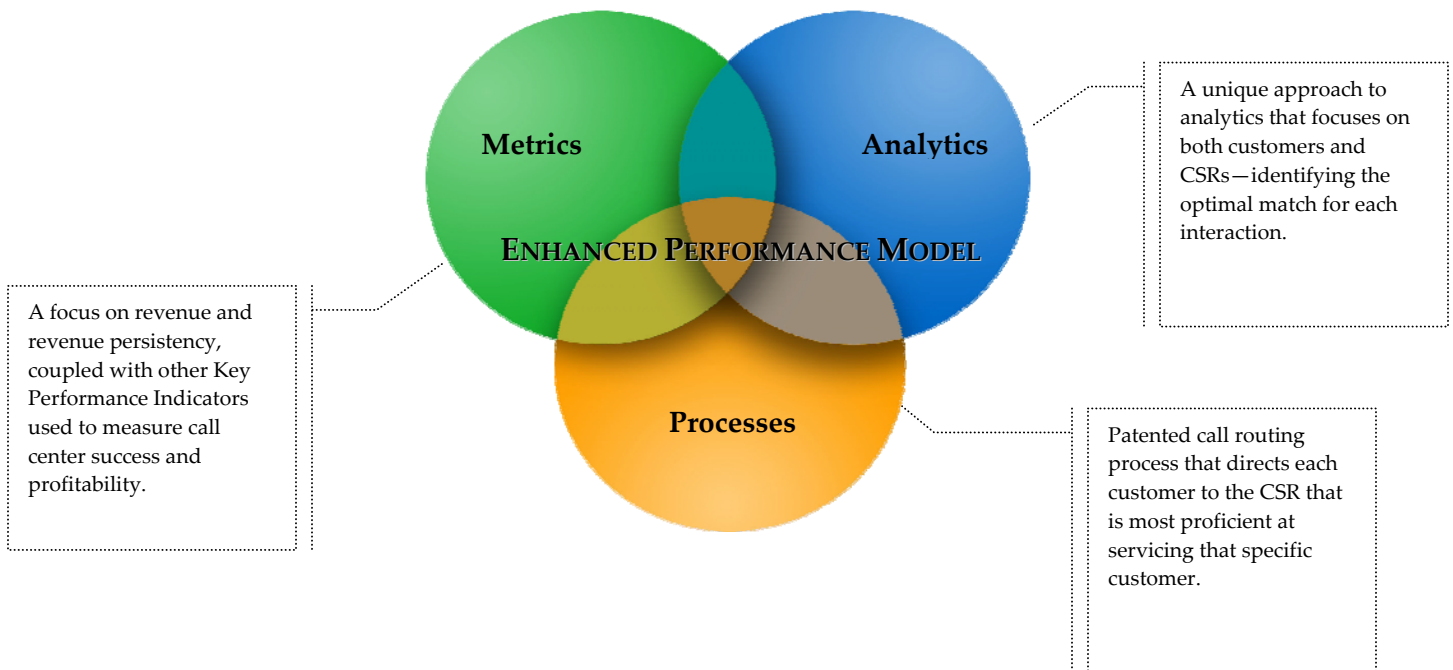 Metrics
Analytics
ENHANCED PERFORMANCE MODEL
Processes
A unique approach to
analytics that focuses on
both customers and
CSRs—identifying the
optimal match for each
interaction.
A focus on revenue and
revenue persistency,
coupled with other Key
Performance Indicators
used to measure call
center success and
profitability.
Patented call routing
process that directs each
customer to the CSR that
is most proficient at
servicing that specific
customer.